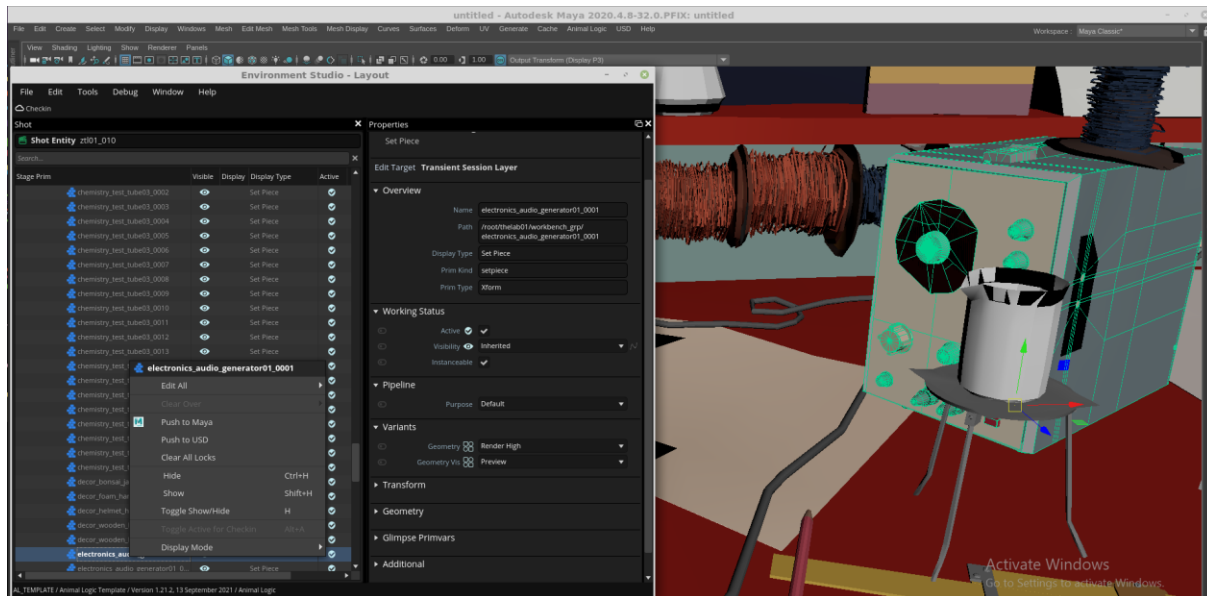 untitled - Autodesk Maya 2020.4.8-32.0.PFIX: untitled
File Edit Create Select Modify Display Windows Mesh Edit Mesh Mesh Tools Mesh Display Curves Surfaces Deform UV Generate Cache Animal Logic USD Help
Workspace : Maya Classic*
View Shading Lighting Show Renderer Panels
0.00 1.00 Output Transform (Display P3)
Environment Studio - Layout
File Edit Tools Debug Window Help
Checkin
Shot
Shot Entity ztl01_010
Search...
Stage Prim Visible Display Display Type Active
chemistry_test_tube03_0002 Set Piece
chemistry_test_tube03_0003 Set Piece
chemistry_test_tube03_0004 Set Piece
chemistry_test_tube03_0005 Set Piece
chemistry_test_tube03_0006 Set Piece
chemistry_test_tube03_0007 Set Piece
chemistry_test_tube03_0008 Set Piece
chemistry_test_tube03_0009 Set Piece
chemistry_test_tube03_0010 Set Piece
chemistry_test_tube03_0011 Set Piece
chemistry_test_tube03_0012 Set Piece
chemistry_test_tube03_0013 Set Piece
chemistry_test_
chemistry_test_
chemistry_test_
chemistry_test_
chemistry_test_
chemistry_test_
chemistry_test_
chemistry_test_
decor_bonsai_ja
decor_foam_ha
decor_helmet_h
decor_wooden_
decor_wooden_
electronics_au
electronics_audio_generator01_0... Set Piece
electronics_audio_generator01_0001
Edit All
Clear Over
Push to Maya
Push to USD
Clear All Locks
Hide Ctrl+H
Show Shift+H
Toggle Show/Hide H
Toggle Active for Checkin Alt+A
Display Mode
AL_TEMPLATE / Animal Logic Template / Version 1.21.2, 13 September 2021 / Animal Logic
Properties
Set Piece
Edit Target Transient Session Layer
Overview
Name electronics_audio_generator01_0001
Path /root/thelab01/workbench_grp/
electronics_audio_generator01_0001
Display Type Set Piece
Prim Kind setpiece
Prim Type Xform
Working Status
Active
Visibility Inherited
Instanceable
Pipeline
Purpose Default
Variants
Geometry Render High
Geometry Vis Preview
Transform
Geometry
Glimpse Primvars
Additional
Activate Windows
Go to Settings to activate Windows.